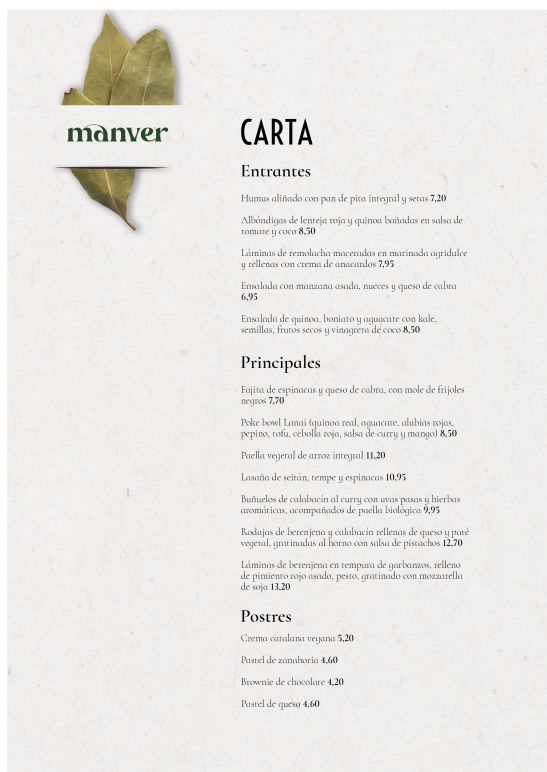 manver
CARTA
Entrantes
Humus aliñado con pan de pita integral y setas 7,20
Albóndigas de lenteja roja y quinoa bañadas en salsa de
tomate y coco 8,50
Láminas de remolacha maceradas en marinada agridulce
y rellenas con crema de anacardos 7,95
Ensalada con manzana asada, nueces y queso de cabra
6,95
Ensalada de quinoa, boniato y aguacate con kale,
semillas, frutos secos y vinagreta de coco 8,50
Principales
Fajita de espinacas y queso de cabra, con mole de frijoles
negros 7,70
Poke bowl Lanai (quinoa real, aguacate, alubias rojas,
pepino, tofu, cebolla roja, salsa de curry y mango) 8,50
Paella vegetal de arroz integral 11,20
Lasaña de seitán, tempe y espinacas 10,95
Buñuelos de calabacín al curry con uvas pasas y hierbas
aromáticas, acompañados de paella biológica 9,95
Rodajas de berenjena y calabacín rellenas de queso y paté
vegetal, gratinadas al horno con salsa de pistachos 12,70
Láminas de berenjena en tempura de garbanzos, relleno
de pimiento rojo asado, pesto, gratinado con mozzarella
de soja 13,20
Postres
Crema catalana vegana 5,20
Pastel de zanahoria 4,60
Brownie de chocolate 4,20
Pastel de queso 4,60